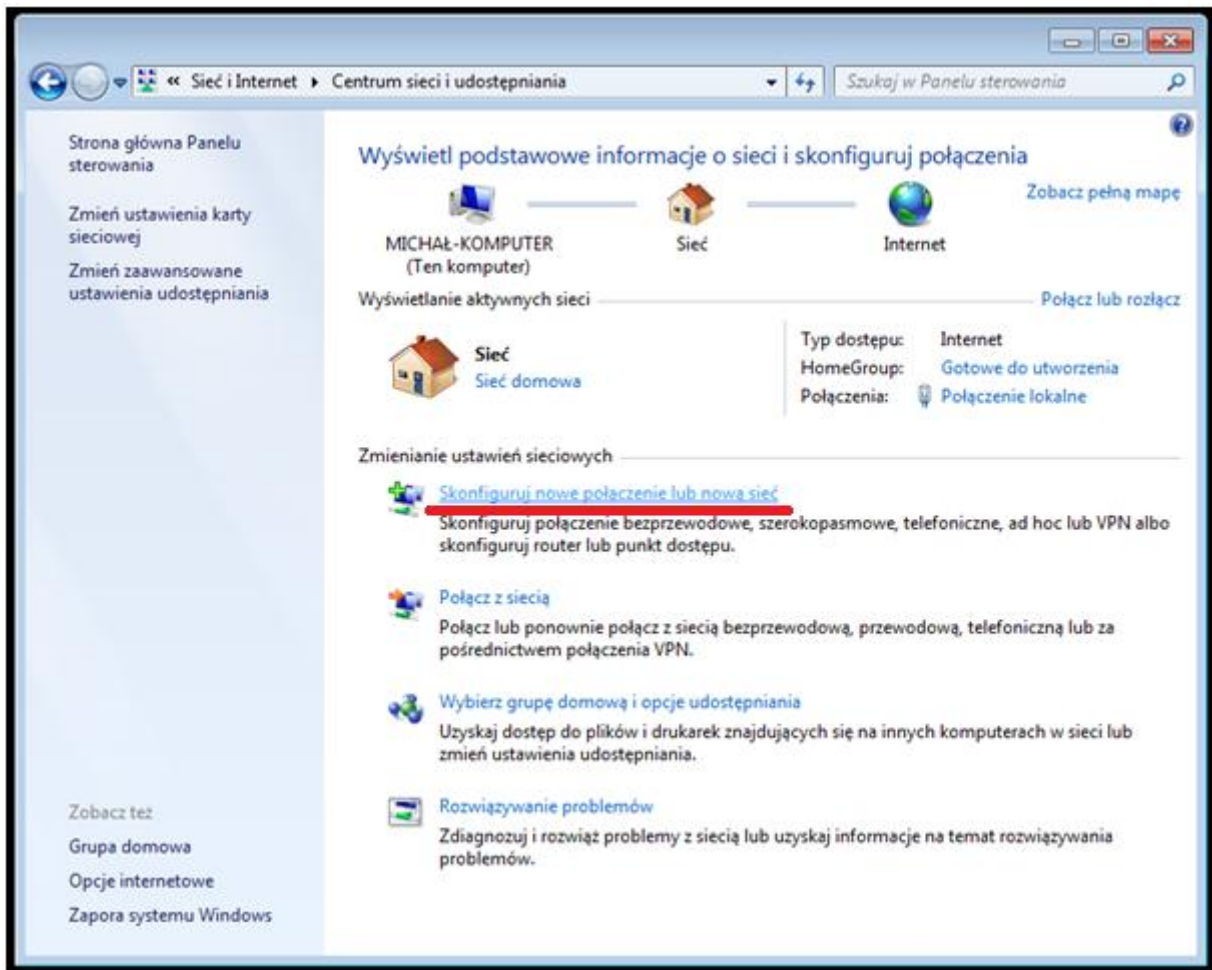 « Sieć i Internet ▸ Centrum sieci i udostępniania
Szukaj w Panelu sterowania
Strona główna Panelu
sterowania
Zmień ustawienia karty
sieciowej
Zmień zaawansowane
ustawienia udostępniania
Wyświetl podstawowe informacje o sieci i skonfiguruj połączenia
Zobacz pełną mapę
MICHAŁ-KOMPUTER
(Ten komputer)
Sieć
Internet
Wyświetlanie aktywnych sieci
Połącz lub rozłącz
Sieć
Sieć domowa
Typ dostępu: Internet
HomeGroup: Gotowe do utworzenia
Połączenia: Połączenie lokalne
Zmienianie ustawień sieciowych
Skonfiguruj nowe połączenie lub nową sieć
Skonfiguruj połączenie bezprzewodowe, szerokopasmowe, telefoniczne, ad hoc lub VPN albo
skonfiguruj router lub punkt dostępu.
Połącz z siecią
Połącz lub ponownie połącz z siecią bezprzewodową, przewodową, telefoniczną lub za
pośrednictwem połączenia VPN.
Wybierz grupę domową i opcje udostępniania
Uzyskaj dostęp do plików i drukarek znajdujących się na innych komputerach w sieci lub
zmień ustawienia udostępniania.
Rozwiązywanie problemów
Zdiagnozuj i rozwiąż problemy z siecią lub uzyskaj informacje na temat rozwiązywania
problemów.
Zobacz też
Grupa domowa
Opcje internetowe
Zapora systemu Windows